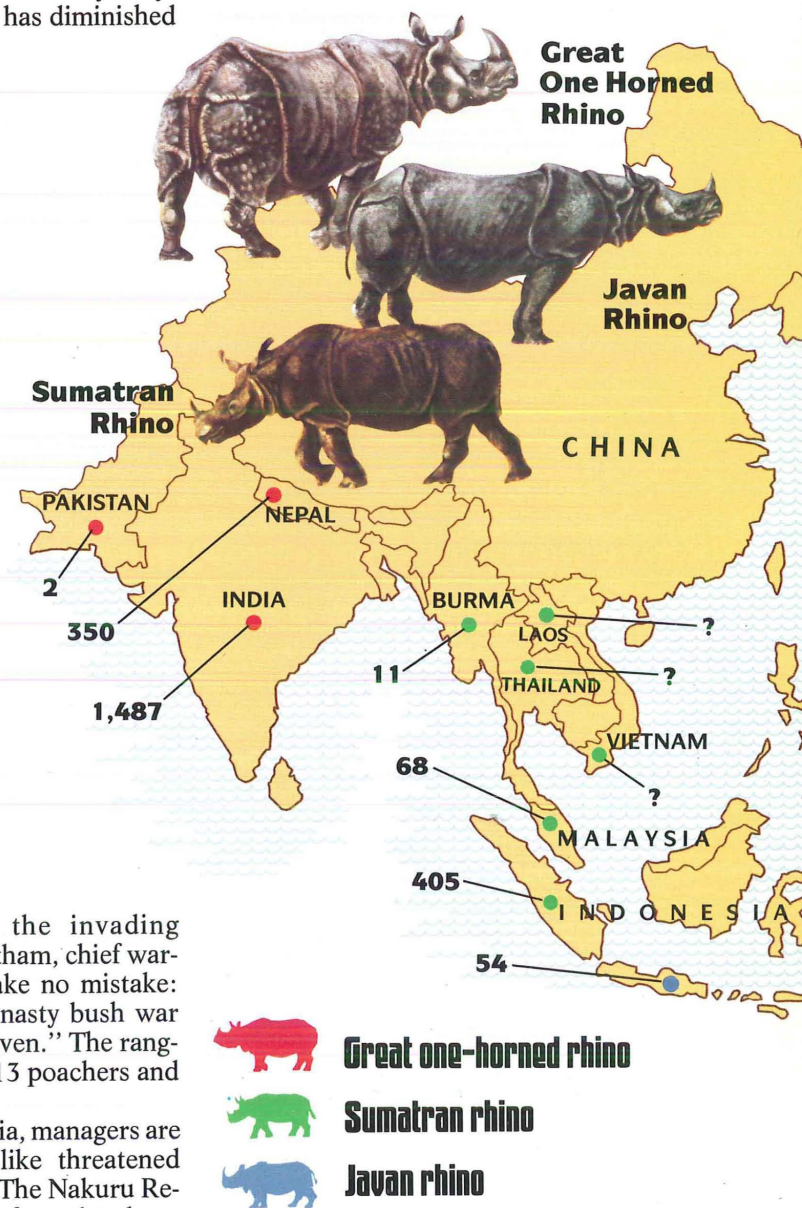 has diminished
Great
One Horned
Rhino
Javan
Rhino
Sumatran
Rhino
CHINA
PAKISTAN
NEPAL
2
350
INDIA
1,487
BURMA
11
LAOS
?
THAILAND
?
VIETNAM
?
68
MALAYSIA
405
INDONESIA
54
the invading
tham, chief war-
ake no mistake:
nasty bush war
ven." The rang-
13 poachers and
ia, managers are
like threatened
The Nakuru Re-
Great one-horned rhino
Sumatran rhino
Javan rhino